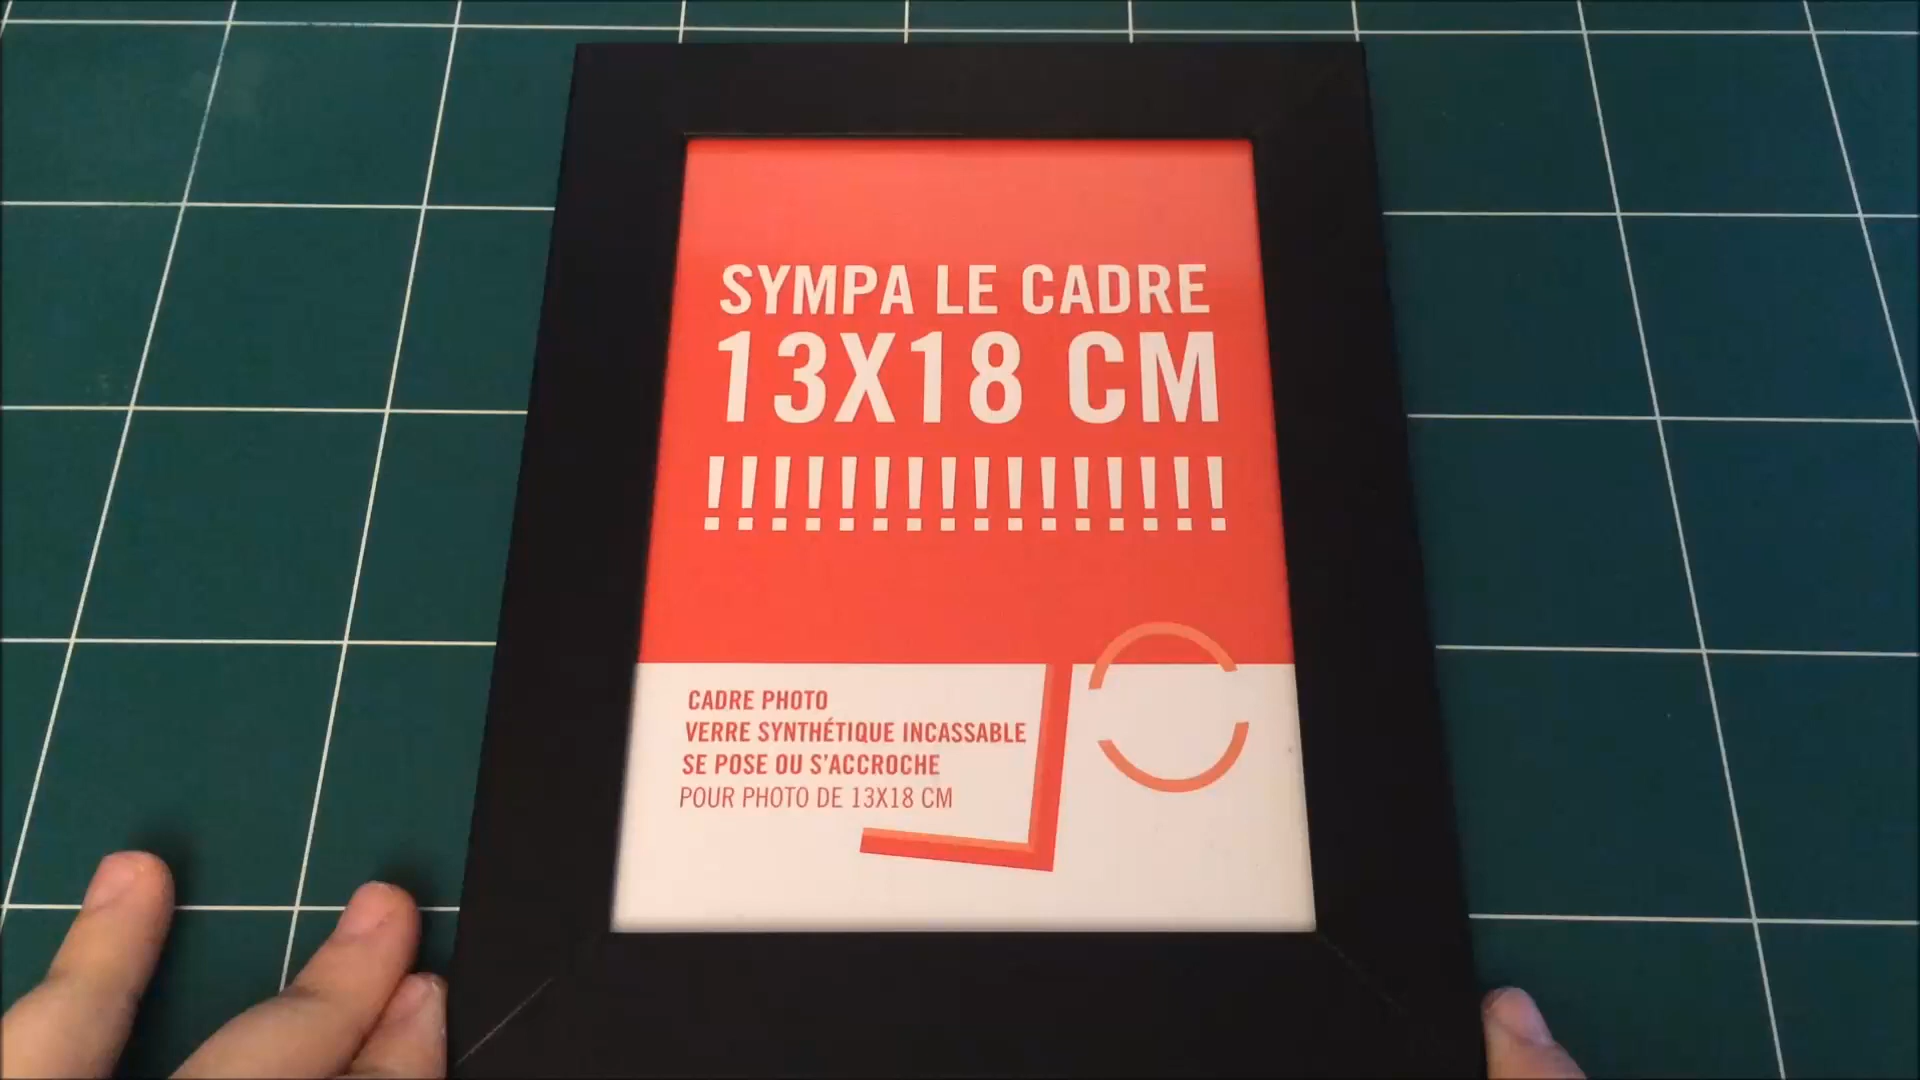 SYMPA LE CADRE
13X18 CM
!!!!!!!!!!!!!!!!
CADRE PHOTO
VERRE SYNTHÉTIQUE INCASSABLE
SE POSE OU S'ACCROCHE
POUR PHOTO DE 13X18 CM